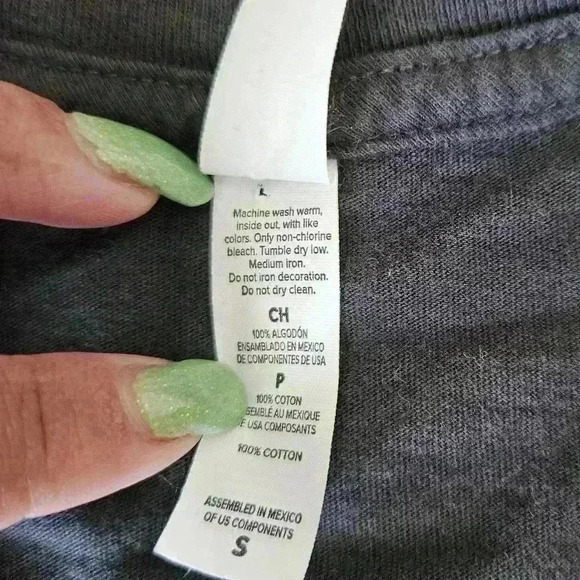 Machine wash warm,
inside out, with like
colors. Only non-chlorine
bleach. Tumble dry low.
Medium iron.
Do not iron decoration.
Do not dry clean.
CH
100% ALGODÓN
ENSAMBLADO EN MEXICO
DE COMPONENTES DE USA
P
100% COTON
AU MEXIQUE
USA COMPOSANTS
100% COTTON
ASSEMBLED IN MEXICO
OF US COMPONENTS
S